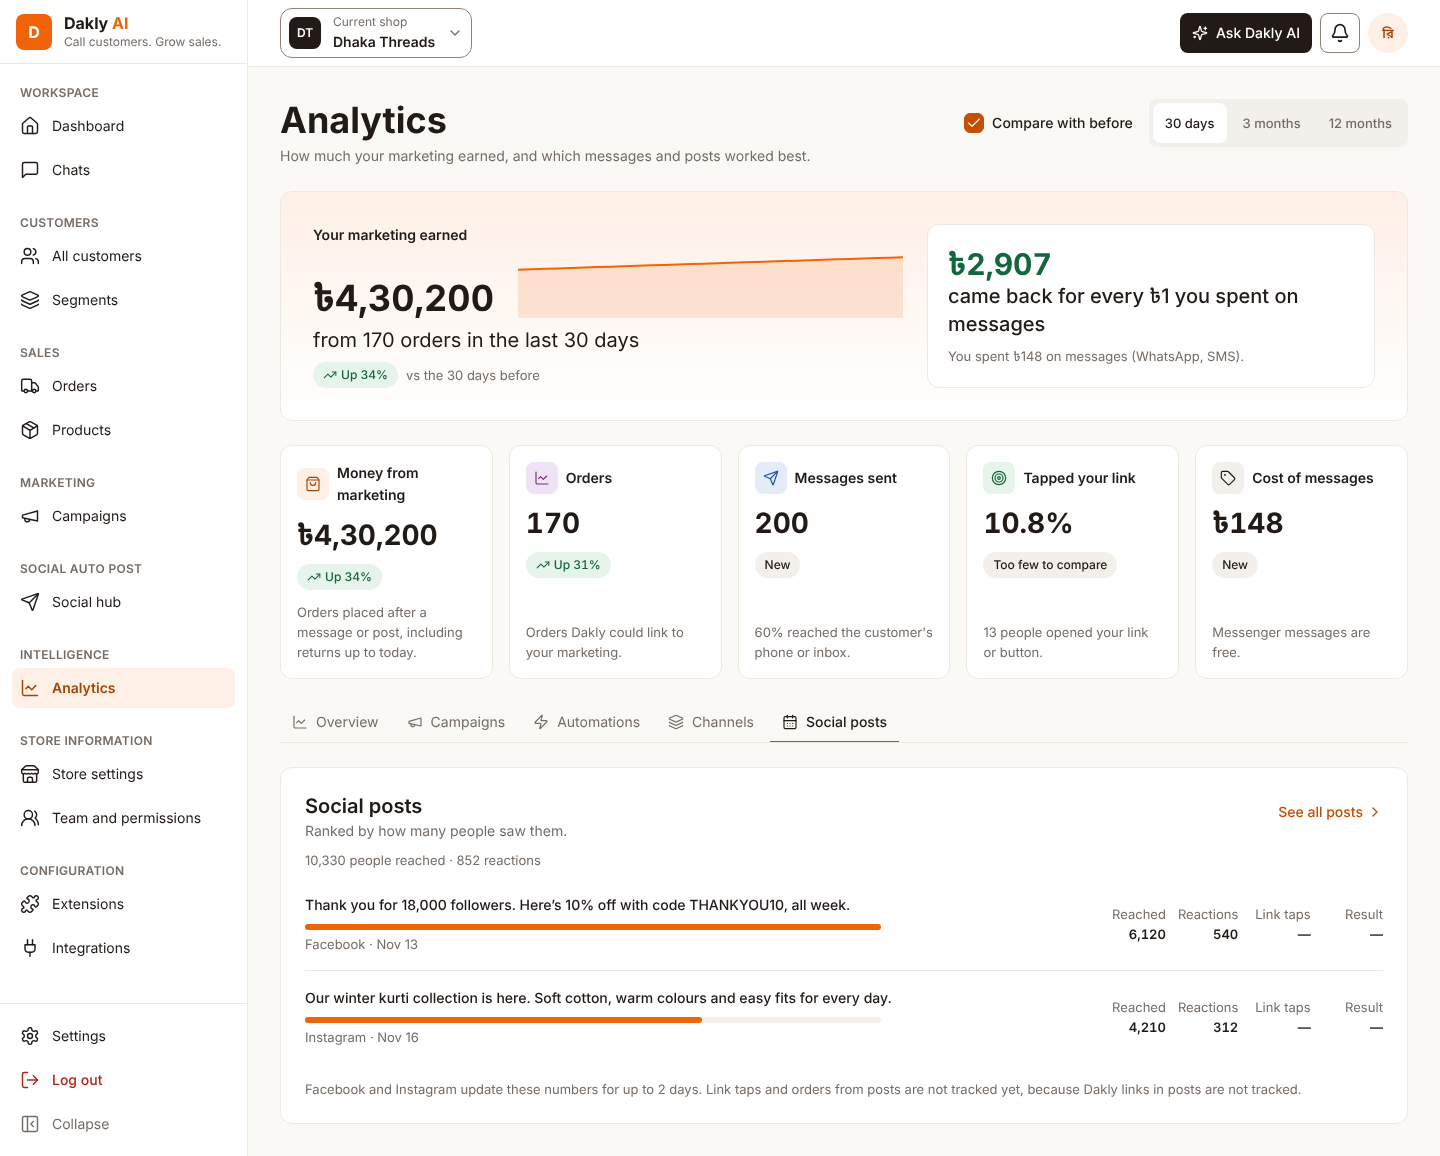 D
Dakly AI
Call customers. Grow sales.
DT
Current shop
Dhaka Threads
Ask Dakly AI
রি
WORKSPACE
Dashboard
Chats
CUSTOMERS
All customers
Segments
SALES
Orders
Products
MARKETING
Campaigns
SOCIAL AUTO POST
Social hub
INTELLIGENCE
Analytics
STORE INFORMATION
Store settings
Team and permissions
CONFIGURATION
Extensions
Integrations
Settings
Log out
Collapse
Analytics
How much your marketing earned, and which messages and posts worked best.
Compare with before
30 days
3 months
12 months
Your marketing earned
৳4,30,200
from 170 orders in the last 30 days
Up 34%
vs the 30 days before
৳2,907
came back for every ৳1 you spent on
messages
You spent ৳148 on messages (WhatsApp, SMS).
Money from
marketing
৳4,30,200
Up 34%
Orders placed after a
message or post, including
returns up to today.
Orders
170
Up 31%
Orders Dakly could link to
your marketing.
Messages sent
200
New
60% reached the customer's
phone or inbox.
Tapped your link
10.8%
Too few to compare
13 people opened your link
or button.
Cost of messages
৳148
New
Messenger messages are
free.
Overview
Campaigns
Automations
Channels
Social posts
Social posts
Ranked by how many people saw them.
10,330 people reached · 852 reactions
See all posts
Thank you for 18,000 followers. Here’s 10% off with code THANKYOU10, all week.
Facebook · Nov 13
Reached Reactions Link taps Result
6,120 540 — —
Our winter kurti collection is here. Soft cotton, warm colours and easy fits for every day.
Instagram · Nov 16
Reached Reactions Link taps Result
4,210 312 — —
Facebook and Instagram update these numbers for up to 2 days. Link taps and orders from posts are not tracked yet, because Dakly links in posts are not tracked.